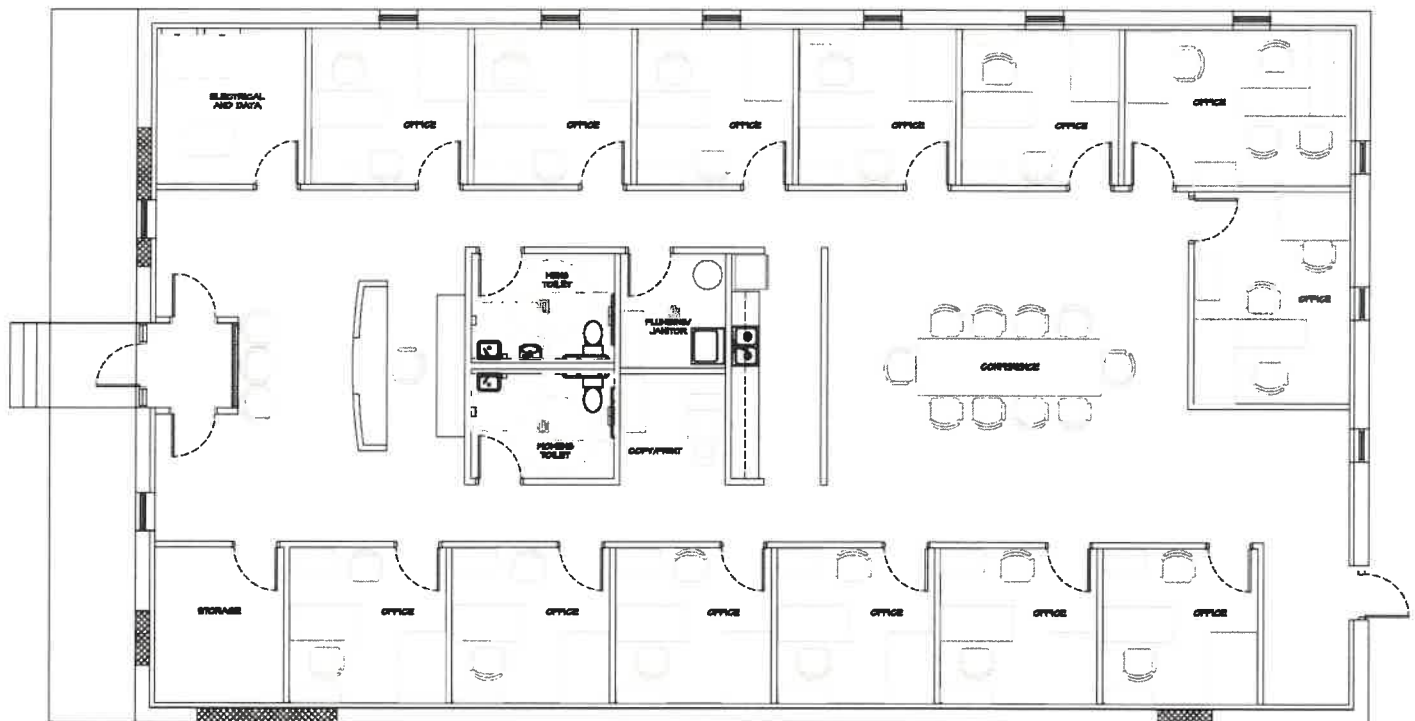 ELECTRICAL
AND DATA
OFFICE
OFFICE
OFFICE
OFFICE
OFFICE
OFFICE
OFFICE
MENS
TOILET
PLUMBING/
JANITOR
CONFERENCE
WOMENS
TOILET
COPY/PRINT
STORAGE
OFFICE
OFFICE
OFFICE
OFFICE
OFFICE
OFFICE